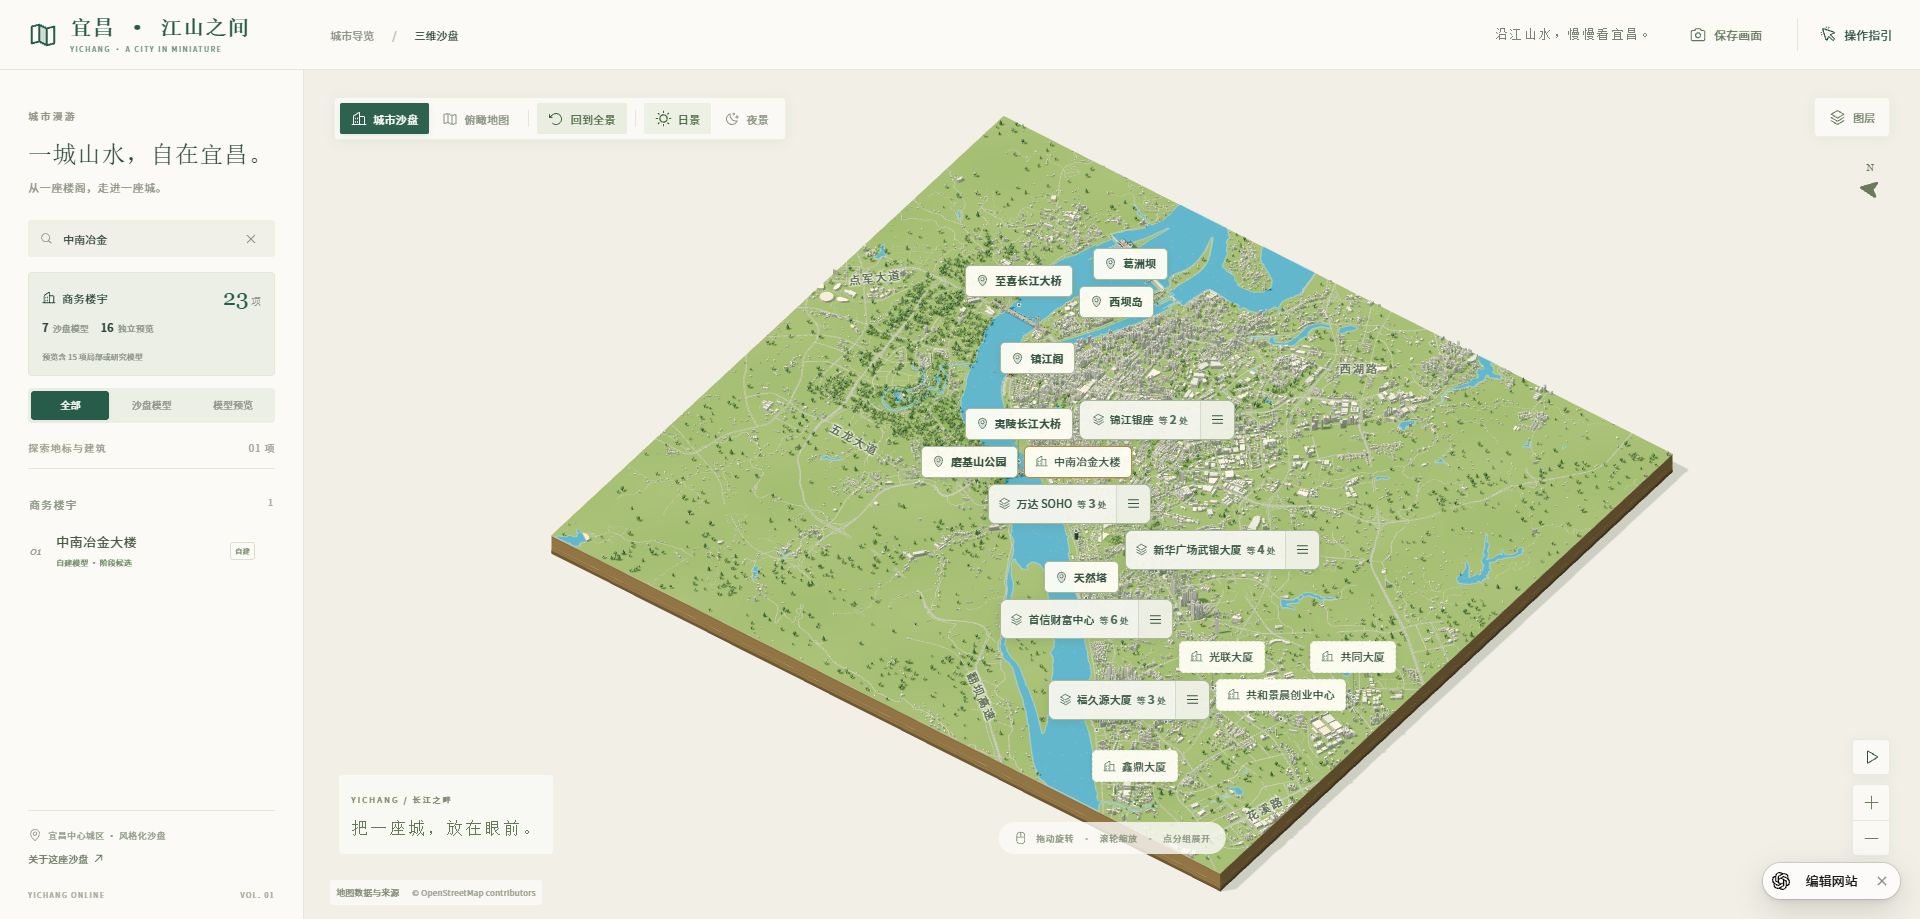 宜昌 • 江山之间
YICHANG • A CITY IN MINIATURE
城市导览 / 三维沙盘
沿江山水，慢慢看宜昌。
保存画面
操作指引
城市漫游
一城山水，自在宜昌。
从一座楼阁，走进一座城。
中南冶金
商务楼宇
23 项
7 沙盘模型 16 独立预览
预览含 15 项局部或研究模型
全部 沙盘模型 模型预览
探索地标与建筑 01 项
商务楼宇 1
01 中南冶金大楼 自建
自建模型 • 阶段候选
宜昌中心城区 • 风格化沙盘
关于这座沙盘
YICHANG ONLINE VOL. 01
城市沙盘 俯瞰地图 回到全景 日景 夜景
图层
N
点军大道
至喜长江大桥
葛洲坝
西坝岛
镇江阁
西湖路
夷陵长江大桥
锦江银座 等 2 处
五龙大道
磨基山公园
中南冶金大楼
万达 SOHO 等 3 处
新华广场武银大厦 等 4 处
天然塔
首信财富中心 等 6 处
光联大厦
共同大厦
翻坝高速
福久源大厦 等 3 处
共和景晨创业中心
鑫鼎大厦
花溪路
YICHANG / 长江之畔
把一座城，放在眼前。
拖动旋转 · 滚轮缩放 · 点分组展开
地图数据与来源 © OpenStreetMap contributors
编辑网站